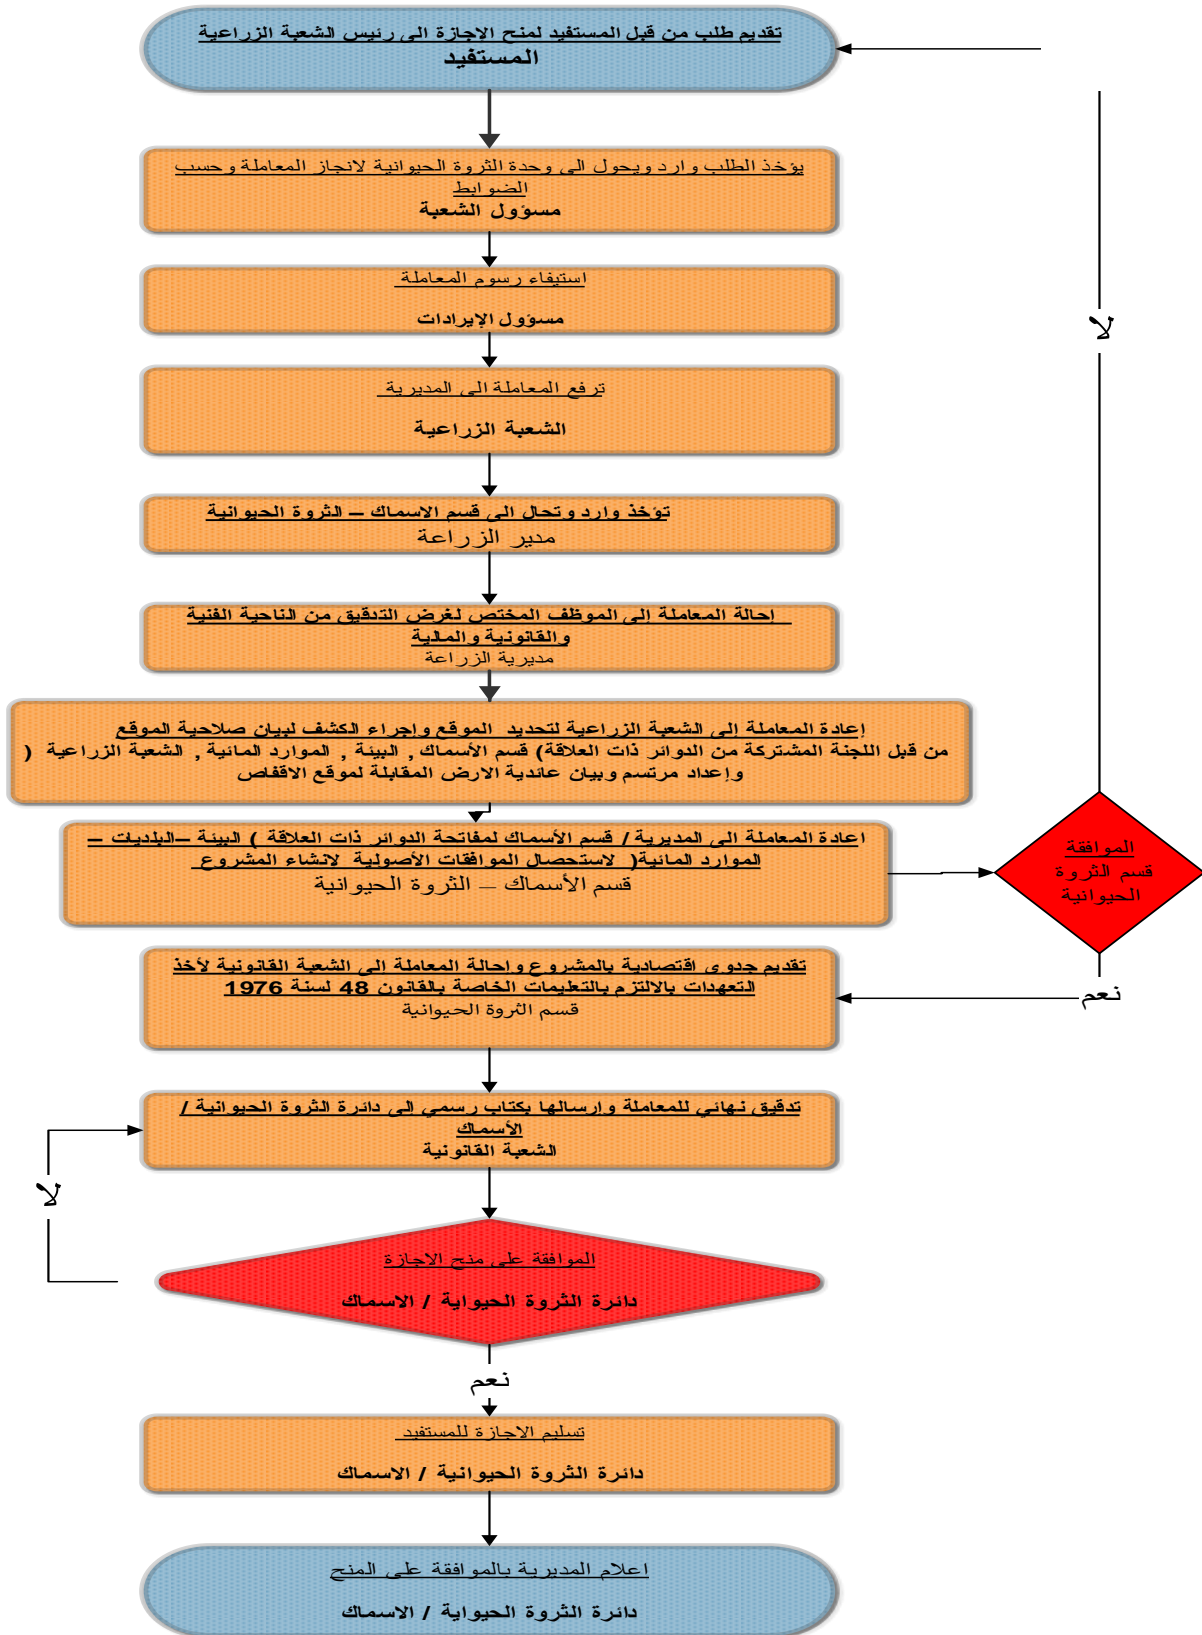 تقديم طلب من قبل المستفيد لمنح الاجازة الى رئيس الشعبة الزراعية
المستفيد
يؤخذ الطلب وارد ويحول الى وحدة الثروة الحيوانية لانجاز المعاملة وحسب
الضوابط
مسؤول الشعبة
استيفاء رسوم المعاملة
مسؤول الإيرادات
ترفع المعاملة الى المديرية
الشعبة الزراعية
تؤخذ وارد وتحال الى قسم الاسماك – الثروة الحيوانية
مدير الزراعة
إحالة المعاملة إلى الموظف المختص لغرض التدقيق من الناحية الفنية
والقانونية والمالية
مديرية الزراعة
إعادة المعاملة إلى الشعبة الزراعية لتحديد الموقع وإجراء الكشف لبيان صلاحية الموقع
من قبل اللجنة المشتركة من الدوائر ذات العلاقة) قسم الأسماك , البيئة , الموارد المائية , الشعبة الزراعية (
وإعداد مرتسم وبيان عائدية الارض المقابلة لموقع الاقفاص
اعادة المعاملة الى المديرية / قسم الأسماك لمفاتحة الدوائر ذات العلاقة ) البيئة –البلديات –
الموارد المائية( لاستحصال الموافقات الأصولية لانشاء المشروع
قسم الأسماك – الثروة الحيوانية
الموافقة
قسم الثروة
الحيوانية
لا
نعم
تقديم جدوى اقتصادية بالمشروع وإحالة المعاملة إلى الشعبة القانونية لأخذ
التعهدات بالالتزم بالتعليمات الخاصة بالقانون 48 لسنة 1976
قسم الثروة الحيوانية
تدقيق نهائي للمعاملة وارسالها بكتاب رسمي إلى دائرة الثروة الحيوانية /
الأسماك
الشعبة القانونية
لا
الموافقة على منح الاجازة
دائرة الثروة الحيواية / الاسماك
نعم
تسليم الاجازة للمستفيد
دائرة الثروة الحيوانية / الاسماك
اعلام المديرية بالموافقة على المنح
دائرة الثروة الحيواية / الاسماك